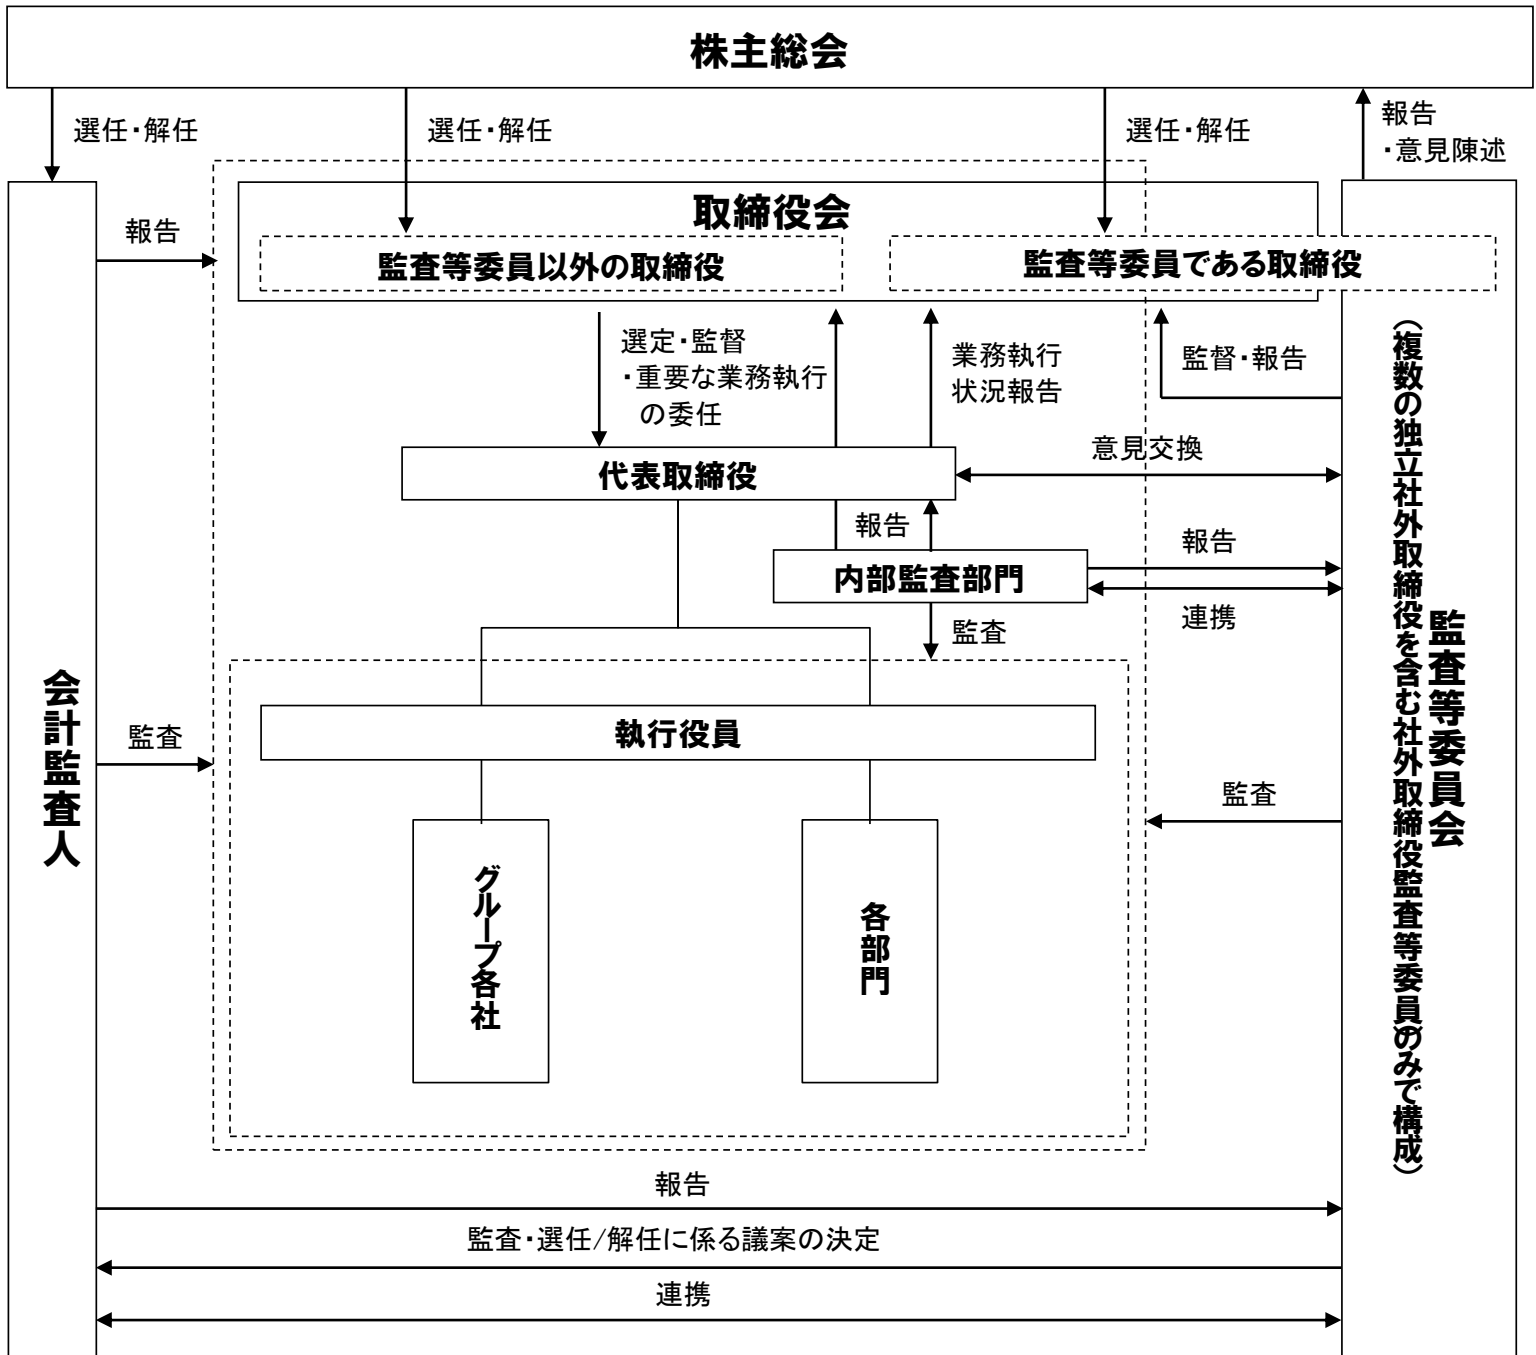 株主総会
選任・解任
選任・解任
選任・解任
報告
・意見陳述
取締役会
報告
監査等委員以外の取締役
監査等委員である取締役
選定・監督
・重要な業務執行
の委任
業務執行
状況報告
監督・報告
代表取締役
意見交換
報告
内部監査部門
報告
連携
監査
会計監査人
監査
執行役員
監査
グループ各社
各部門
監査等委員会
（複数の独立社外取締役を含む社外取締役監査等委員のみで構成）
報告
監査・選任/解任に係る議案の決定
連携